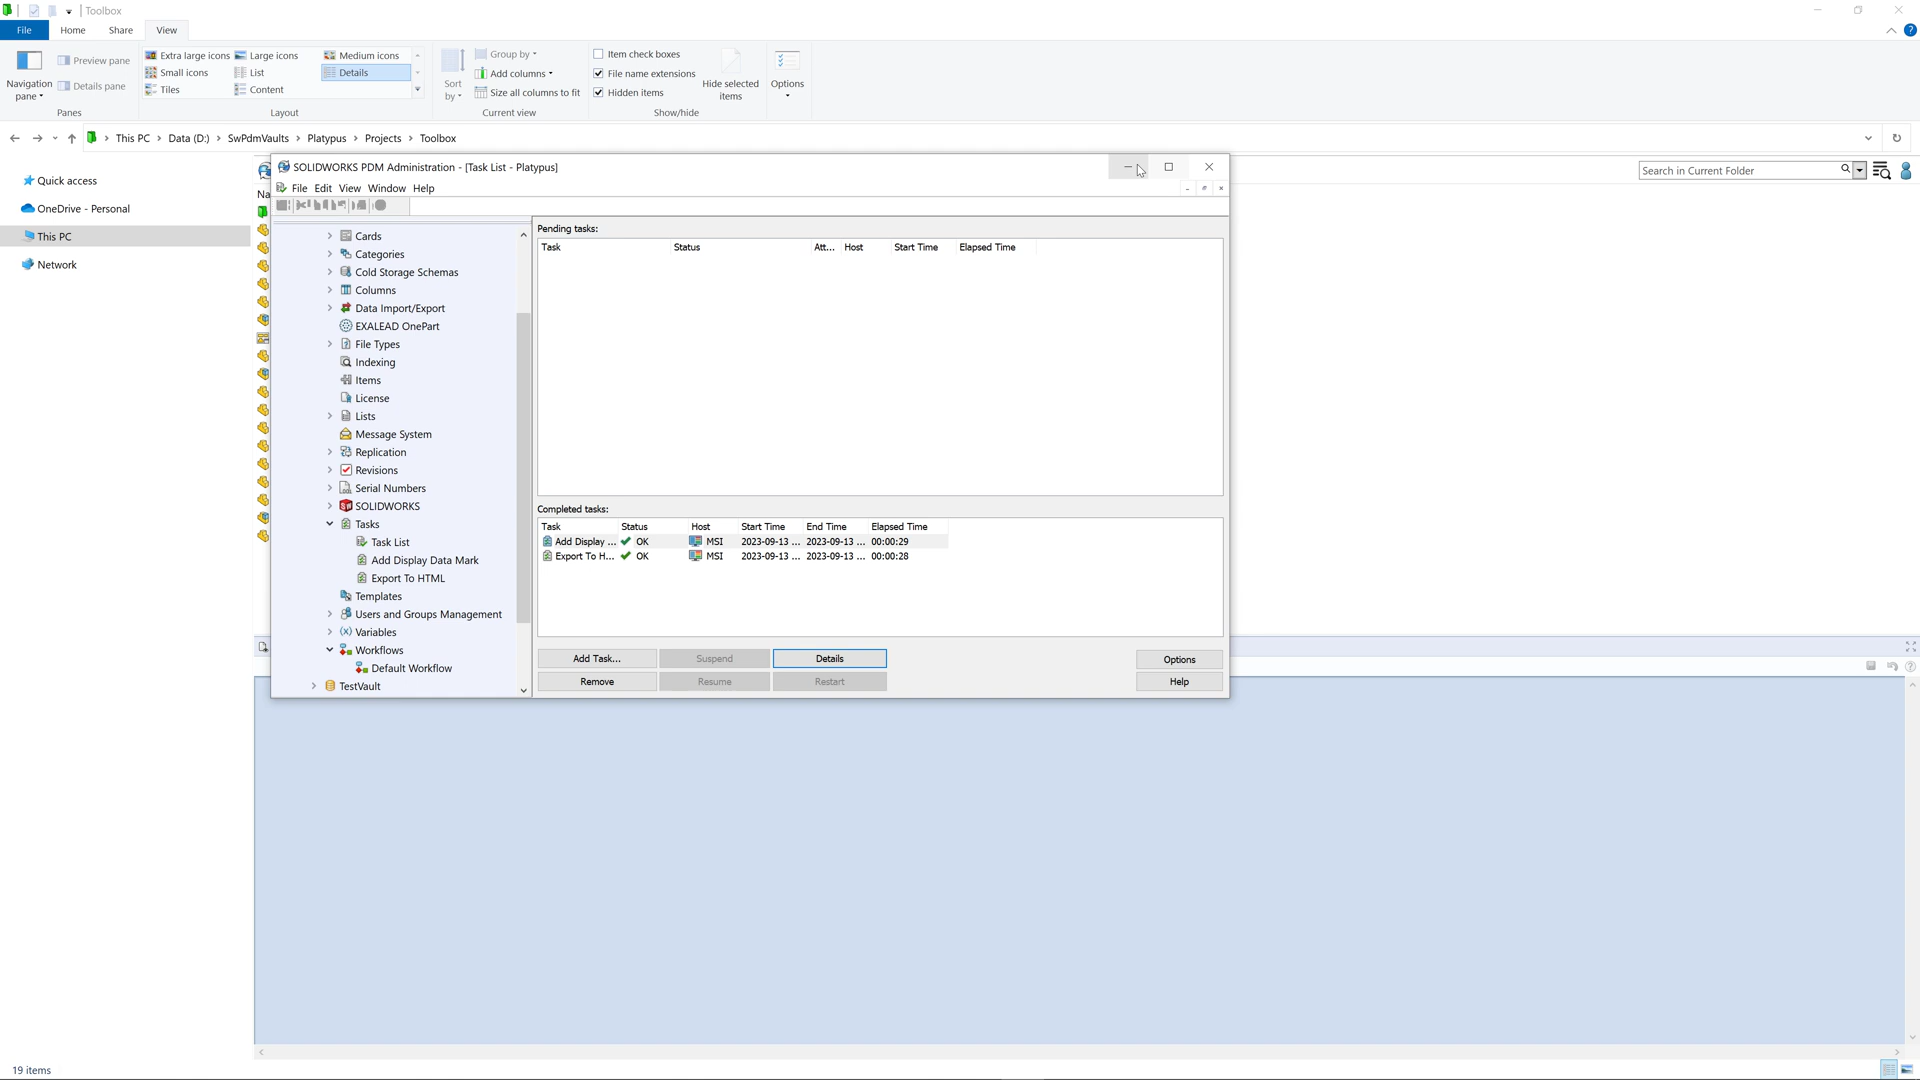 Toolbox
File Home Share View
Navigation pane
Preview pane
Details pane
Panes
Extra large icons Large icons Medium icons
Small icons List Details
Tiles Content
Layout
Sort by
Group by
Add columns
Size all columns to fit
Current view
Item check boxes
File name extensions
Hidden items
Hide selected items
Show/hide
Options
This PC > Data (D:) > SwPdmVaults > Platypus > Projects > Toolbox
Quick access
OneDrive - Personal
This PC
Network
Search in Current Folder
Na
SOLIDWORKS PDM Administration - [Task List - Platypus]
File Edit View Window Help
Cards
Categories
Cold Storage Schemas
Columns
Data Import/Export
EXALEAD OnePart
File Types
Indexing
Items
License
Lists
Message System
Replication
Revisions
Serial Numbers
SOLIDWORKS
Tasks
Task List
Add Display Data Mark
Export To HTML
Templates
Users and Groups Management
Variables
Workflows
Default Workflow
TestVault
Pending tasks:
Task Status Att... Host Start Time Elapsed Time
Completed tasks:
Task Status Host Start Time End Time Elapsed Time
Add Display ... OK MSI 2023-09-13 ... 2023-09-13 ... 00:00:29
Export To H... OK MSI 2023-09-13 ... 2023-09-13 ... 00:00:28
Add Task... Suspend Details Options
Remove Resume Restart Help
19 items